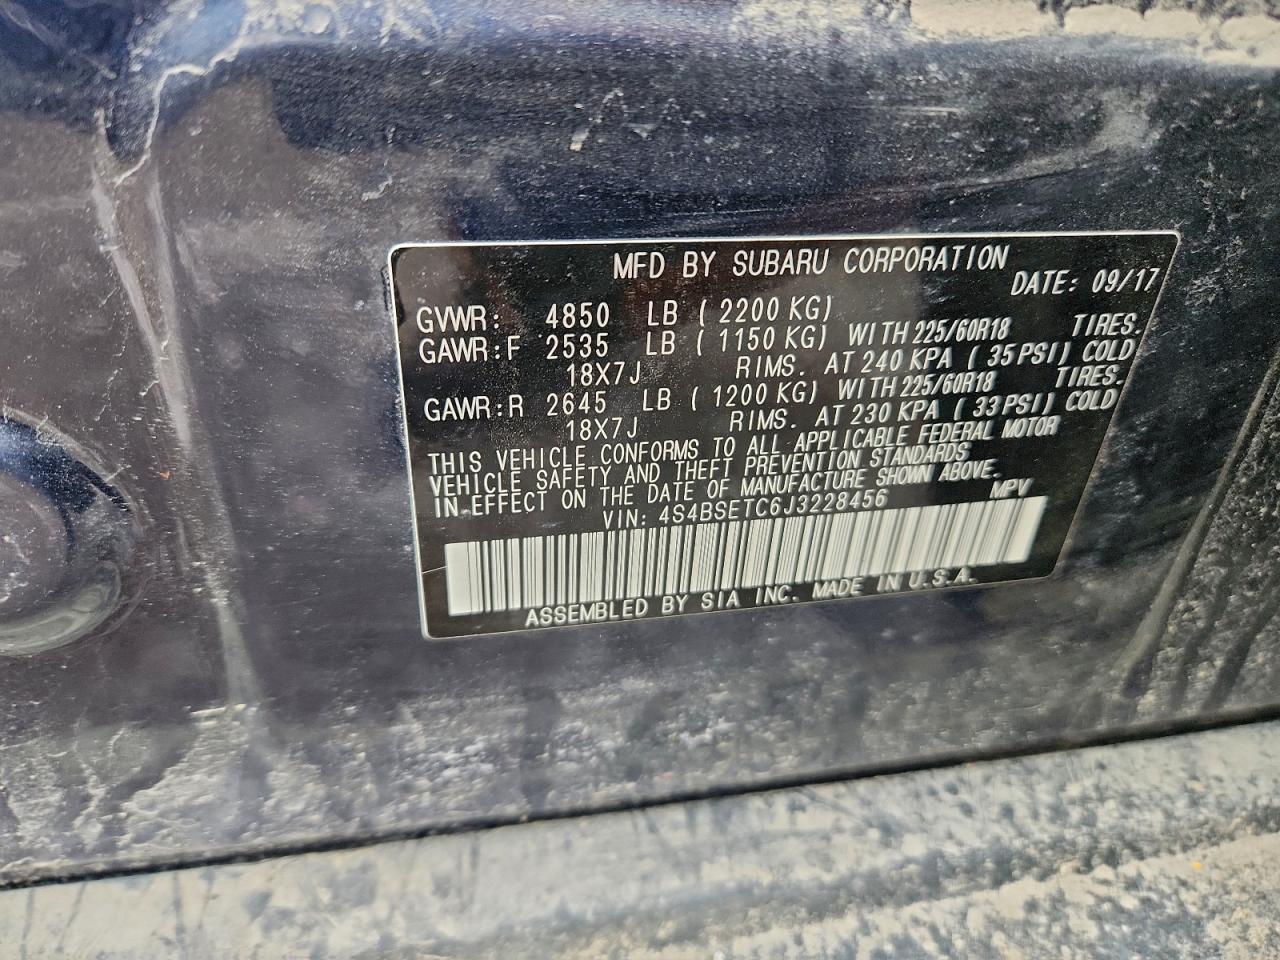 MFD BY SUBARU CORPORATION
DATE: 09/17
GVWR: 4850 LB ( 2200 KG)
GAWR:F 2535 LB ( 1150 KG) WITH 225/60R18 TIRES.
18X7J RIMS. AT 240 KPA ( 35 PSI) COLD
GAWR:R 2645 LB ( 1200 KG) WITH 225/60R18 TIRES.
18X7J RIMS. AT 230 KPA ( 33 PSI) COLD
THIS VEHICLE CONFORMS TO ALL APPLICABLE FEDERAL MOTOR
VEHICLE SAFETY AND THEFT PREVENTION STANDARDS
IN EFFECT ON THE DATE OF MANUFACTURE SHOWN ABOVE.
VIN: 4S4BSETC6J3228456 MPV
ASSEMBLED BY SIA INC. MADE IN U.S.A.